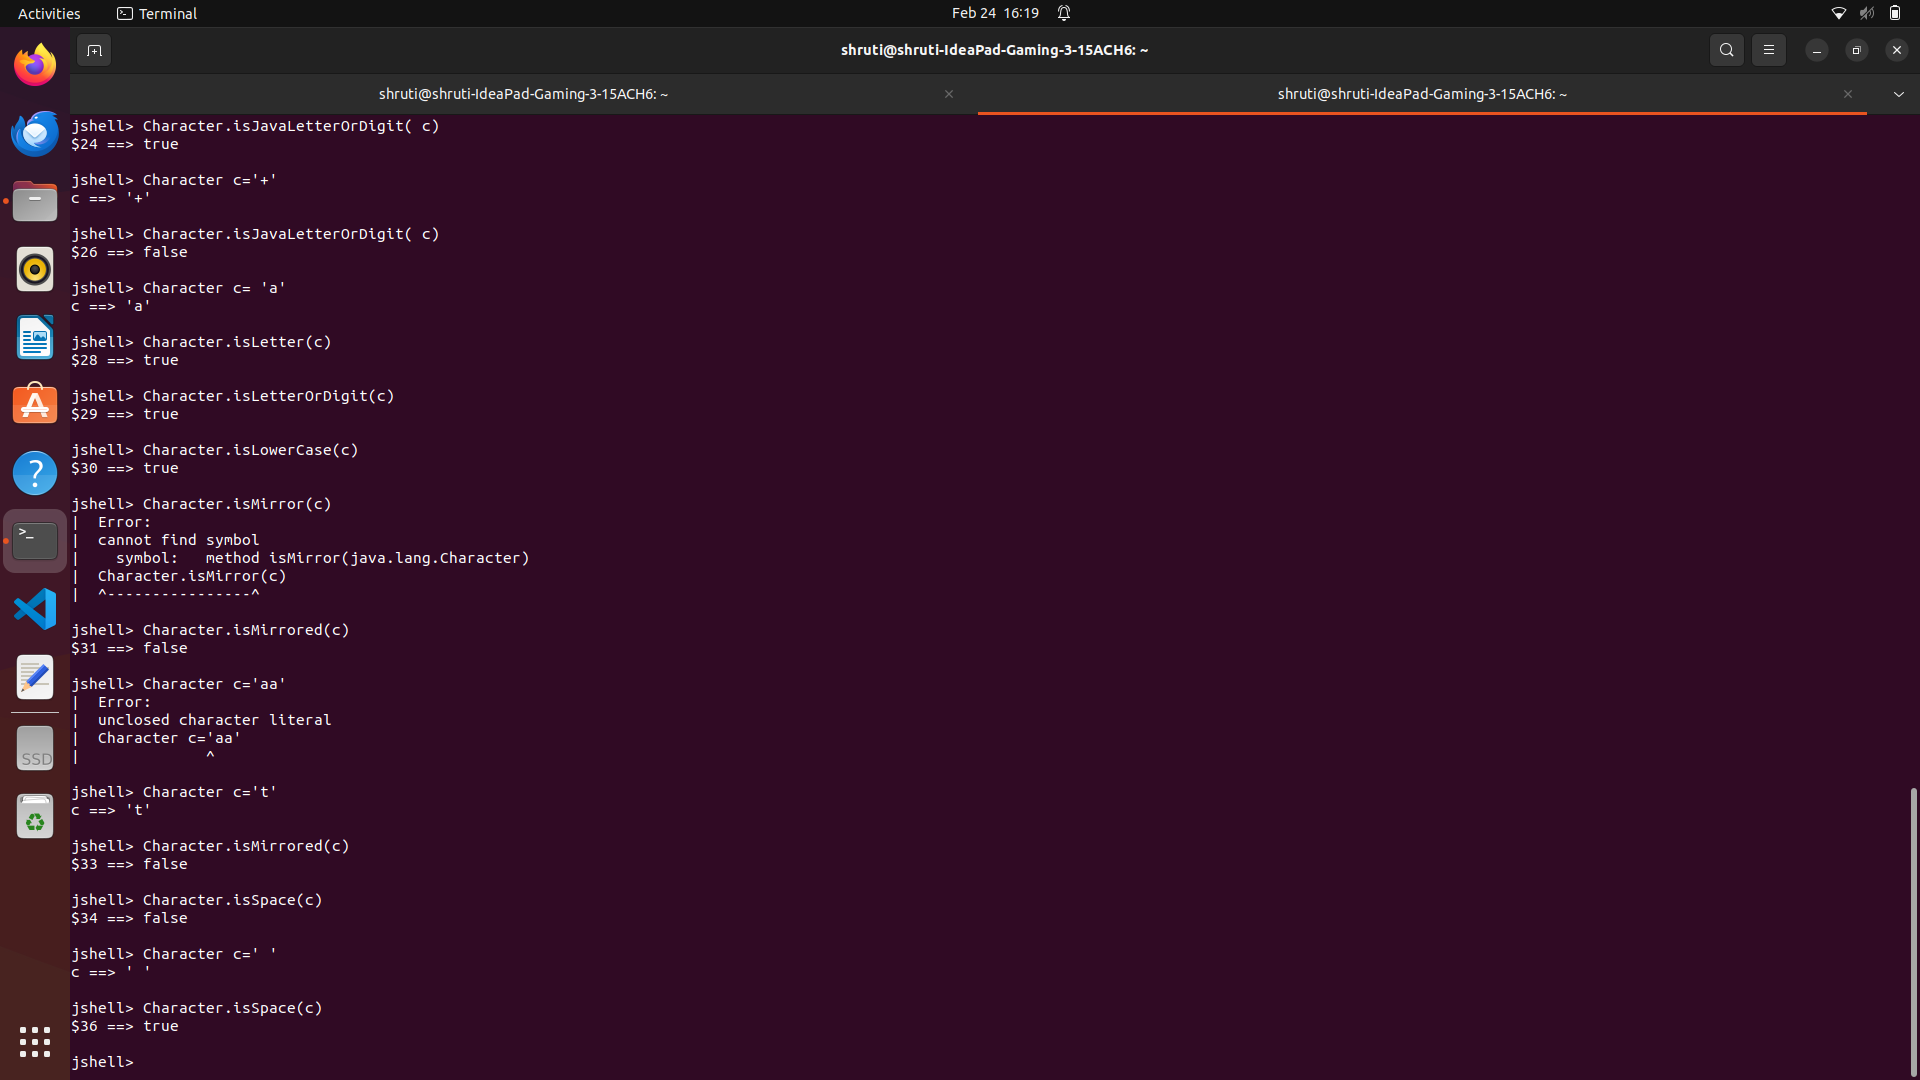 Activities
Terminal
Feb 24 16:19
shruti@shruti-IdeaPad-Gaming-3-15ACH6: ~
shruti@shruti-IdeaPad-Gaming-3-15ACH6: ~
shruti@shruti-IdeaPad-Gaming-3-15ACH6: ~
jshell> Character.isJavaLetterOrDigit( c)
$24 ==> true
jshell> Character c='+'
c ==> '+'
jshell> Character.isJavaLetterOrDigit( c)
$26 ==> false
jshell> Character c= 'a'
c ==> 'a'
jshell> Character.isLetter(c)
$28 ==> true
jshell> Character.isLetterOrDigit(c)
$29 ==> true
jshell> Character.isLowerCase(c)
$30 ==> true
jshell> Character.isMirror(c)
|  Error:
|  cannot find symbol
|    symbol:   method isMirror(java.lang.Character)
|  Character.isMirror(c)
|  ^----------------^
jshell> Character.isMirrored(c)
$31 ==> false
jshell> Character c='aa'
|  Error:
|  unclosed character literal
|  Character c='aa'
|              ^
jshell> Character c='t'
c ==> 't'
jshell> Character.isMirrored(c)
$33 ==> false
jshell> Character.isSpace(c)
$34 ==> false
jshell> Character c=' '
c ==> ' '
jshell> Character.isSpace(c)
$36 ==> true
jshell>
SSD